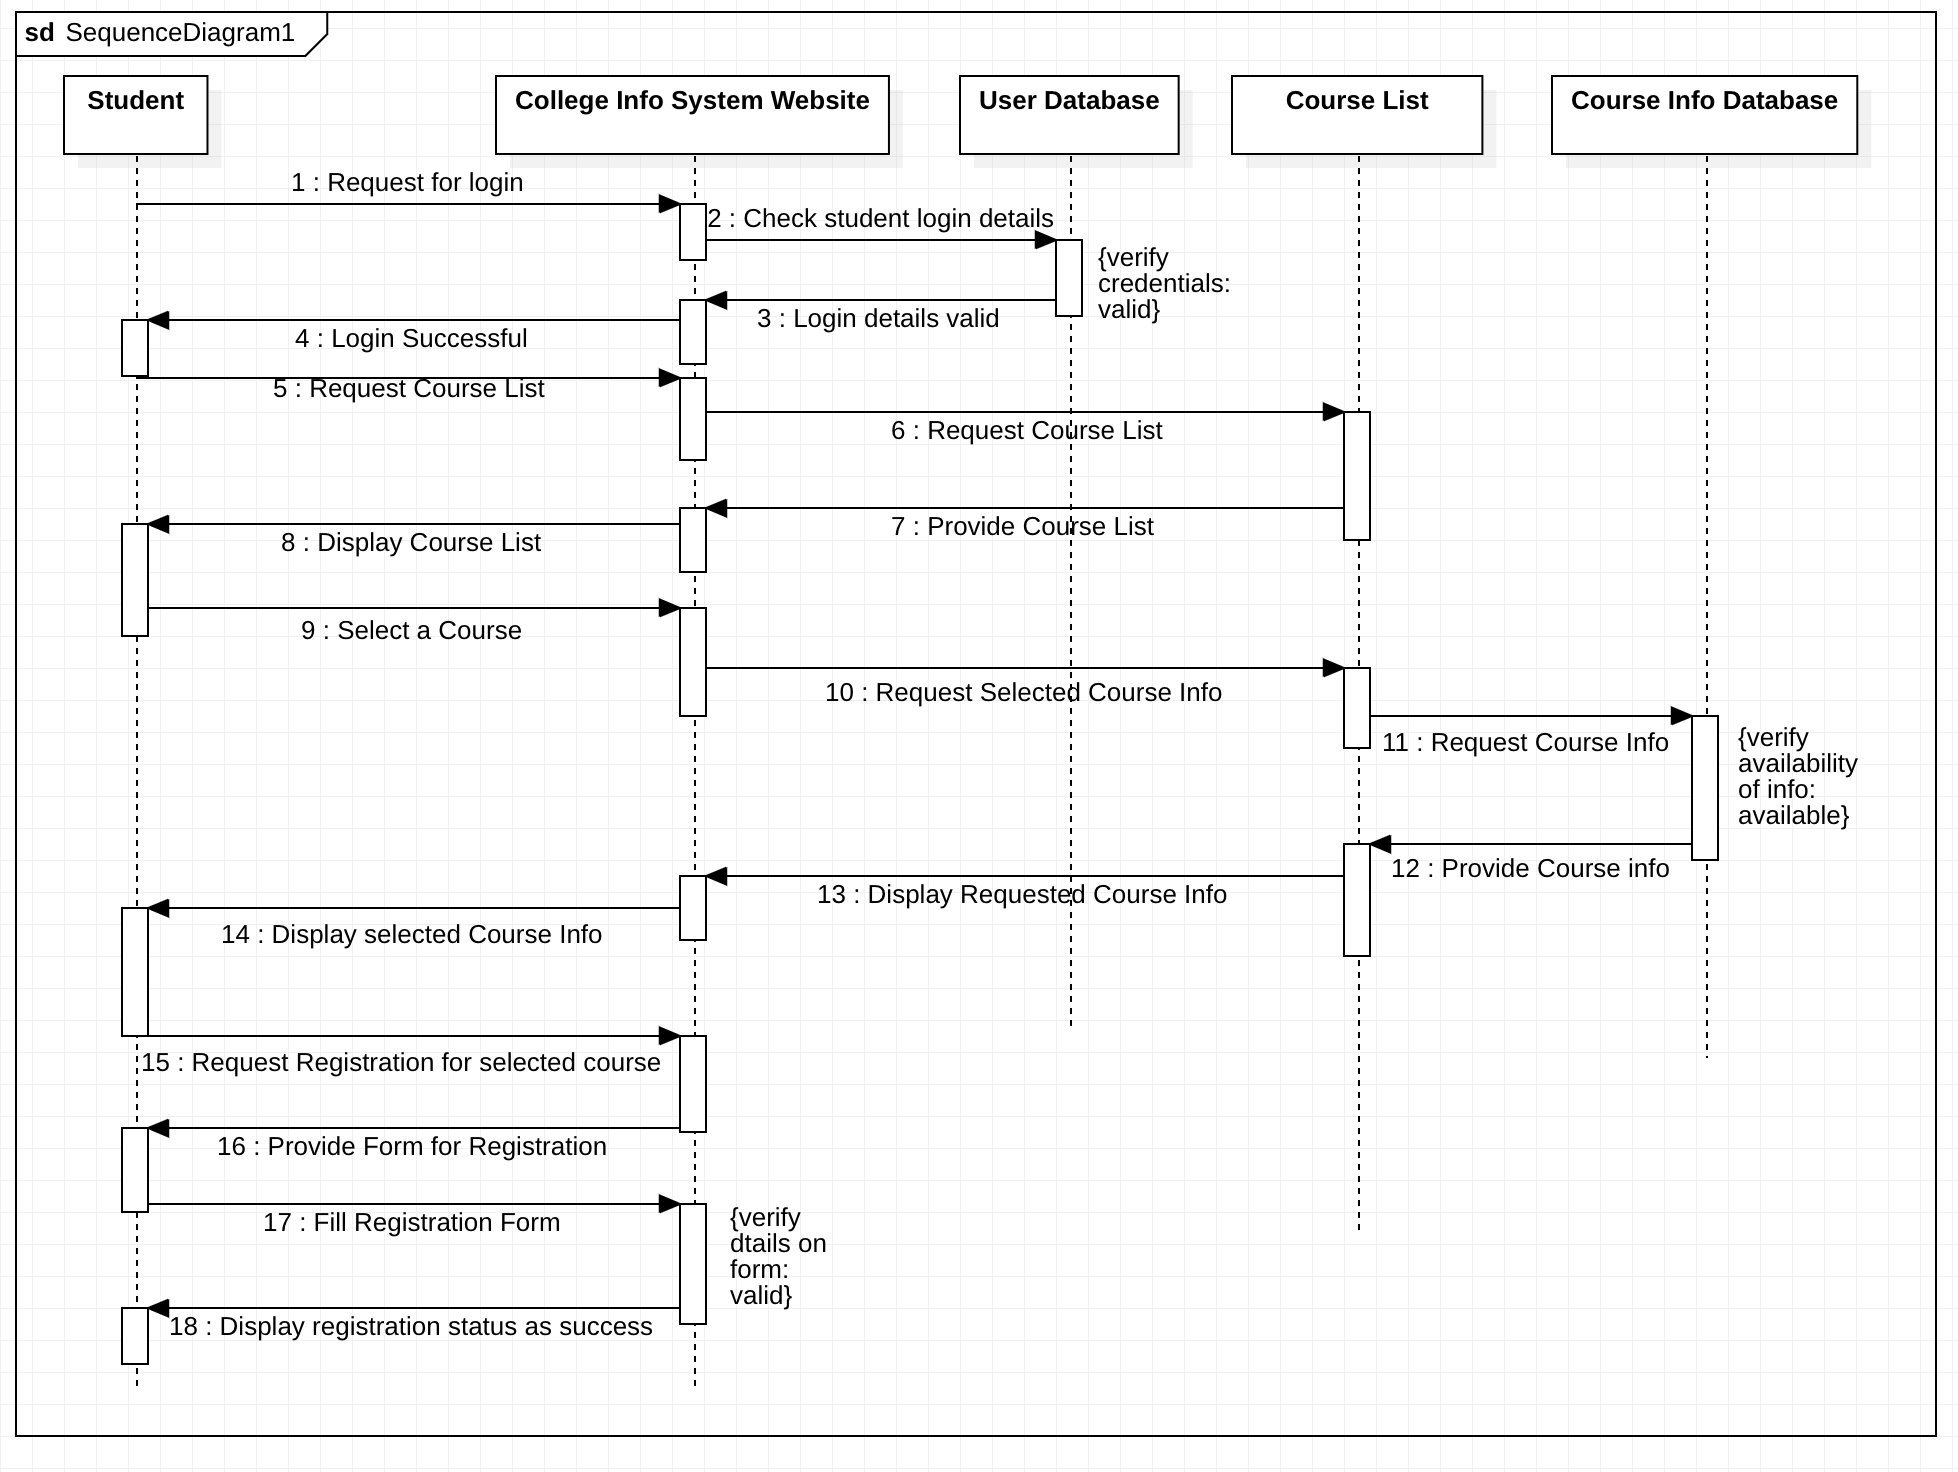 sd SequenceDiagram1
Student
College Info System Website
User Database
Course List
Course Info Database
1 : Request for login
2 : Check student login details
{verify
credentials:
valid}
3 : Login details valid
4 : Login Successful
5 : Request Course List
6 : Request Course List
7 : Provide Course List
8 : Display Course List
9 : Select a Course
10 : Request Selected Course Info
11 : Request Course Info
{verify
availability
of info:
available}
12 : Provide Course info
13 : Display Requested Course Info
14 : Display selected Course Info
15 : Request Registration for selected course
16 : Provide Form for Registration
17 : Fill Registration Form
{verify
dtails on
form:
valid}
18 : Display registration status as success